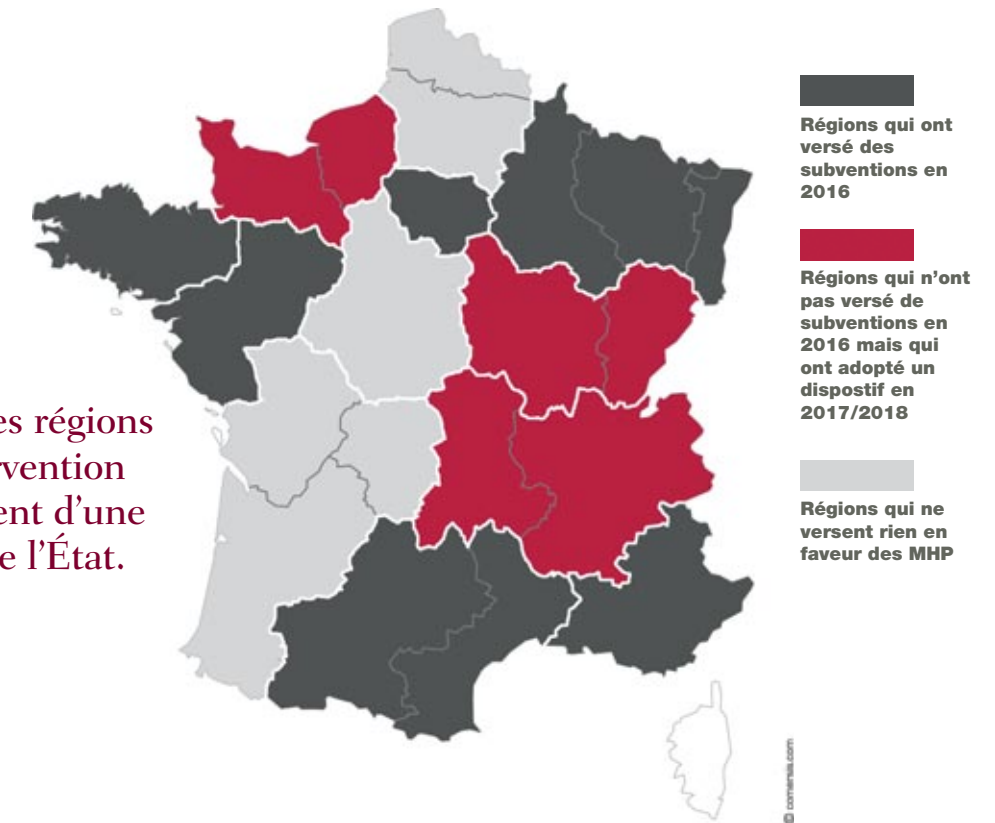 Régions qui ont
versé des
subventions en
2016
Régions qui n'ont
pas versé de
subventions en
2016 mais qui
ont adopté un
dispostif en
2017/2018
Régions qui ne
versent rien en
faveur des MHP
es régions
rvention
ent d'une
e l'État.
© comersis.com